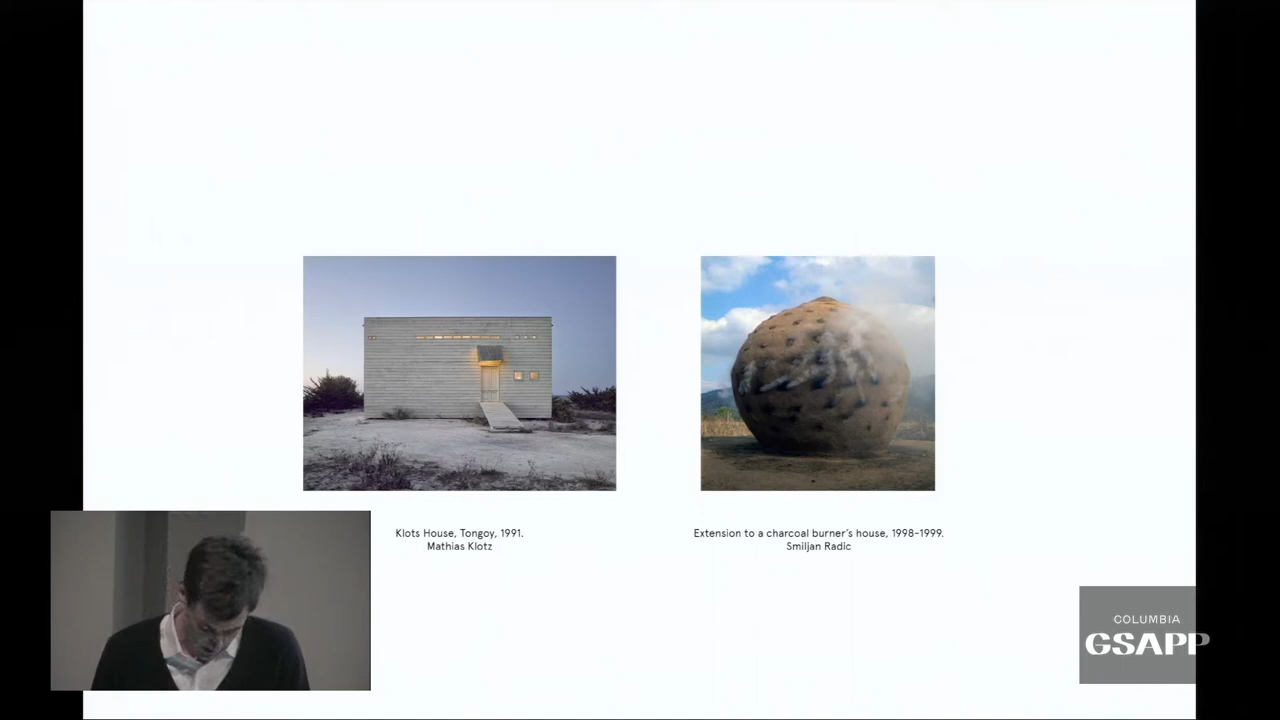 Klots House, Tongoy, 1991.
Mathias Klotz
Extension to a charcoal burner's house, 1998-1999.
Smiljan Radic
COLUMBIA
GSAPP